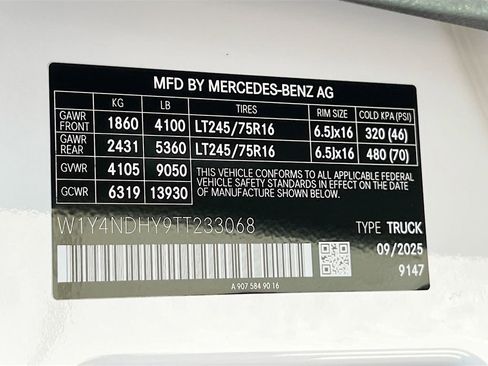 MFD BY MERCEDES-BENZ AG
KG LB TIRES RIM SIZE COLD KPA (PSI)
GAWR FRONT 1860 4100 LT245/75R16 6.5Jx16 320 (46)
GAWR REAR 2431 5360 LT245/75R16 6.5Jx16 480 (70)
GVWR 4105 9050
GCWR 6319 13930
THIS VEHICLE CONFORMS TO ALL APPLICABLE FEDERAL
VEHICLE SAFETY STANDARDS IN EFFECT ON THE DATE
OF MANUFACTURE SHOWN BELOW.
W1Y4NDHY9TT233068
TYPE TRUCK
09/2025
9147
A 907 584 90 16